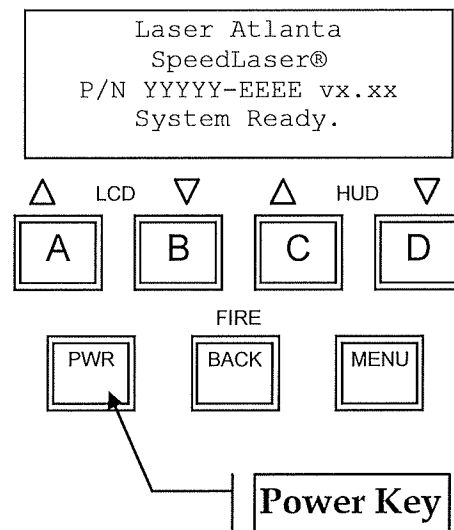 Laser Atlanta
SpeedLaser®
P/N YYYYY-EEEE vx.xx
System Ready.
△ LCD ▽ △ HUD ▽
A B C D
FIRE
PWR BACK MENU
Power Key